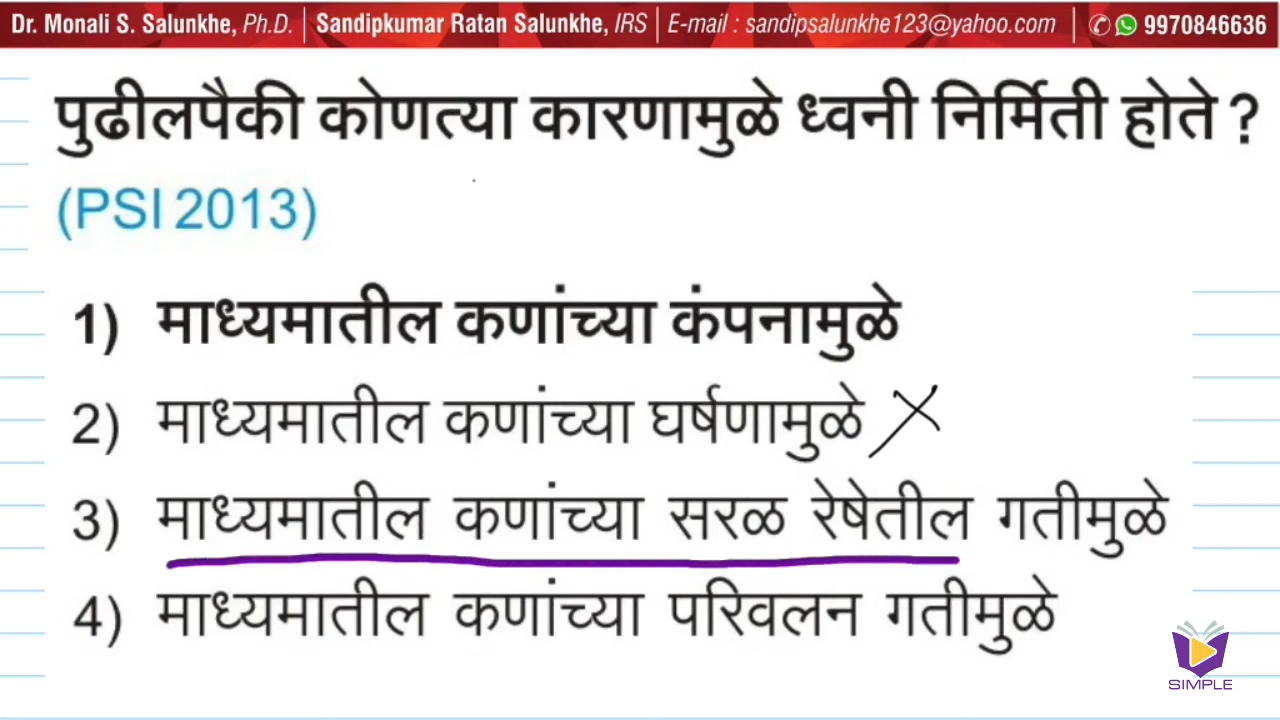 Dr. Monali S. Salunkhe, Ph.D. | Sandipkumar Ratan Salunkhe, IRS | E-mail : sandipsalunkhe123@yahoo.com | 9970846636
पुढीलपैकी कोणत्या कारणामुळे ध्वनी निर्मिती होते ?
(PSI 2013)
1) माध्यमातील कणांच्या कंपनामुळे
2) माध्यमातील कणांच्या घर्षणामुळे
3) माध्यमातील कणांच्या सरळ रेषेतील गतीमुळे
4) माध्यमातील कणांच्या परिवलन गतीमुळे
SIMPLE